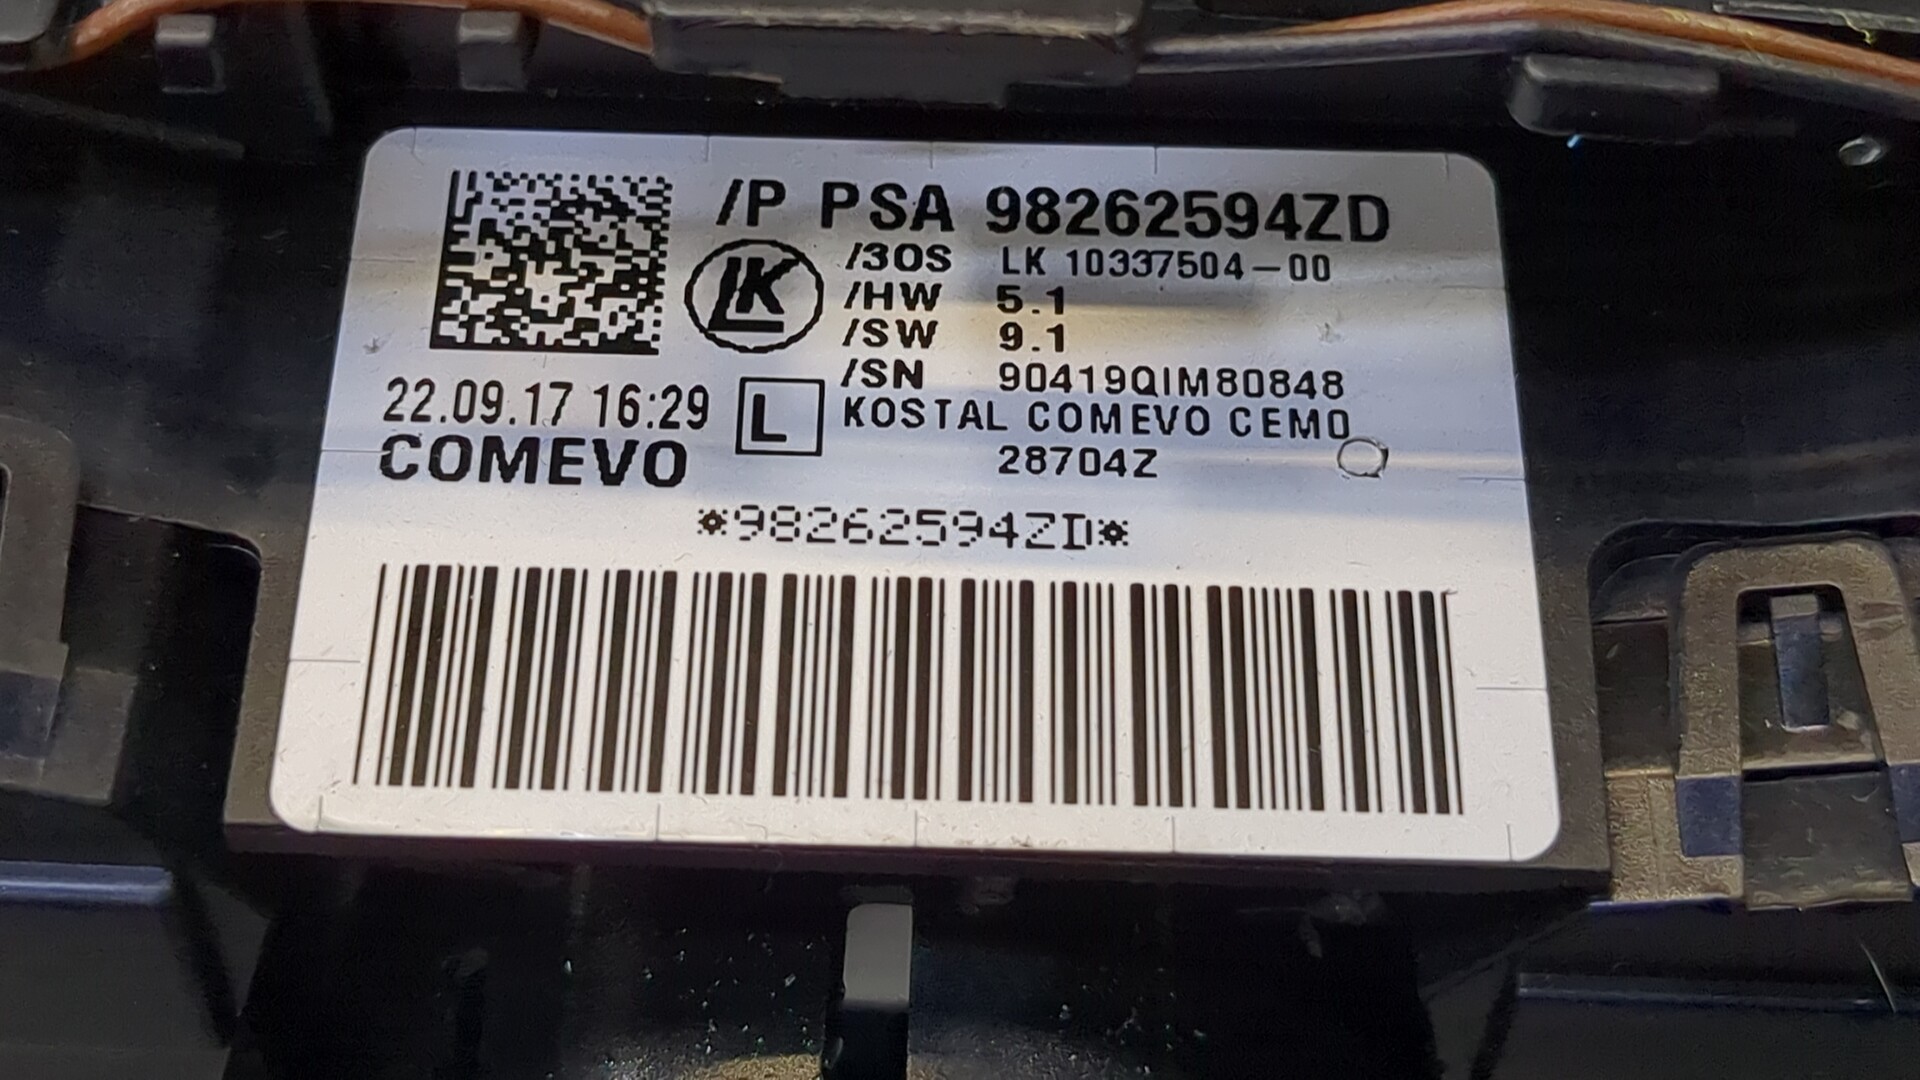 /P PSA 98262594ZD
/3OS LK 10337504-00
LK
/HW 5.1
/SW 9.1
/SN 90419QIM80848
22.09.17 16:29
L
KOSTAL COMEVO CEMO
COMEVO
28704Z
*98262594ZD*